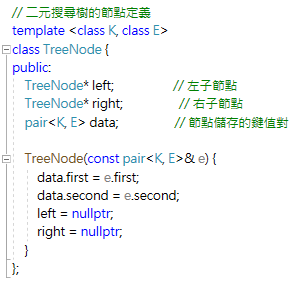 // 二元搜尋樹的節點定義
template <class K, class E>
class TreeNode {
public:
    TreeNode* left;              // 左子節點
    TreeNode* right;             // 右子節點
    pair<K, E> data;             // 節點儲存的鍵值對
    TreeNode(const pair<K, E>& e) {
        data.first = e.first;
        data.second = e.second;
        left = nullptr;
        right = nullptr;
    }
};